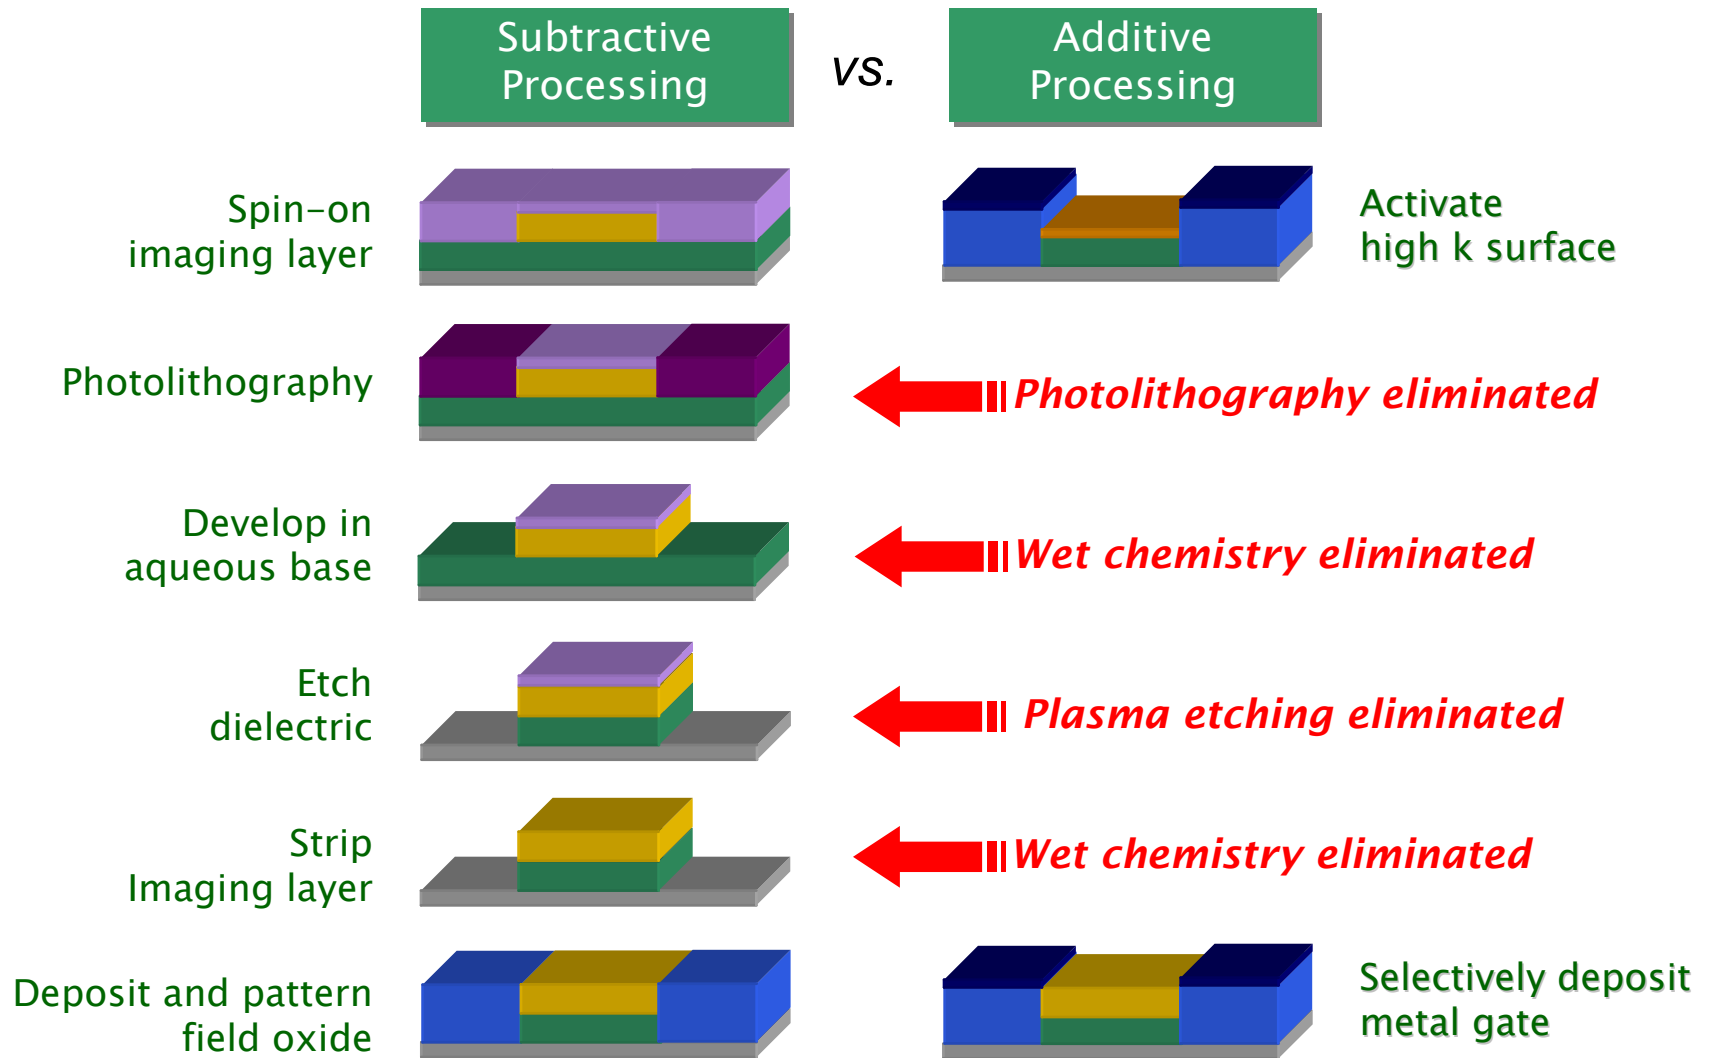 Subtractive
Processing
vs.
Additive
Processing
Spin-on
imaging layer
Activate
high k surface
Photolithography
Photolithography eliminated
Develop in
aqueous base
Wet chemistry eliminated
Etch
dielectric
Plasma etching eliminated
Strip
Imaging layer
Wet chemistry eliminated
Deposit and pattern
field oxide
Selectively deposit
metal gate